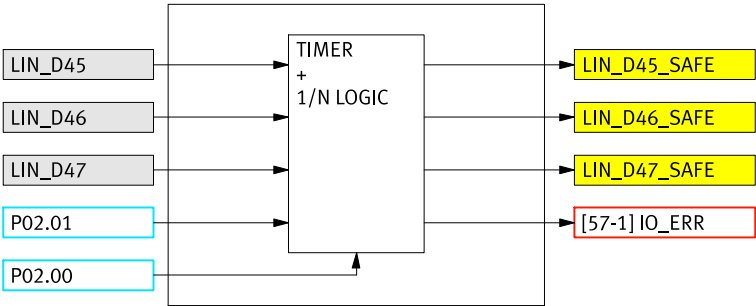 TIMER
+
1/N LOGIC
LIN_D45
LIN_D46
LIN_D47
P02.01
P02.00
LIN_D45_SAFE
LIN_D46_SAFE
LIN_D47_SAFE
[57-1] IO_ERR